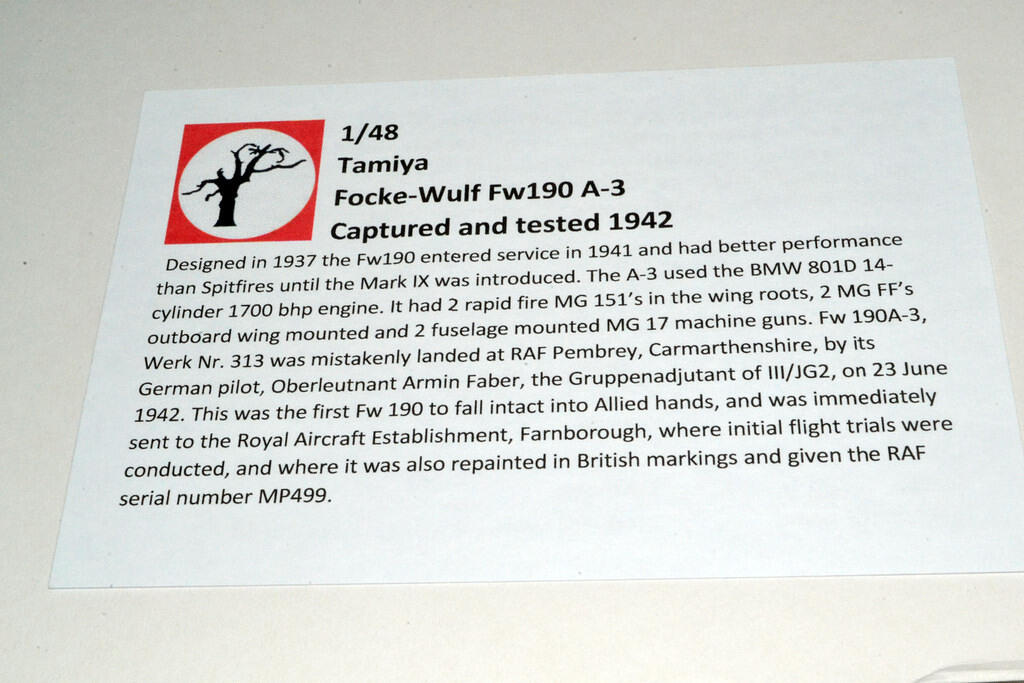 1/48
Tamiya
Focke-Wulf Fw190 A-3
Captured and tested 1942
Designed in 1937 the Fw190 entered service in 1941 and had better performance
than Spitfires until the Mark IX was introduced. The A-3 used the BMW 801D 14-
cylinder 1700 bhp engine. It had 2 rapid fire MG 151's in the wing roots, 2 MG FF's
outboard wing mounted and 2 fuselage mounted MG 17 machine guns. Fw 190A-3,
Werk Nr. 313 was mistakenly landed at RAF Pembrey, Carmarthenshire, by its
German pilot, Oberleutnant Armin Faber, the Gruppenadjutant of III/JG2, on 23 June
1942. This was the first Fw 190 to fall intact into Allied hands, and was immediately
sent to the Royal Aircraft Establishment, Farnborough, where initial flight trials were
conducted, and where it was also repainted in British markings and given the RAF
serial number MP499.